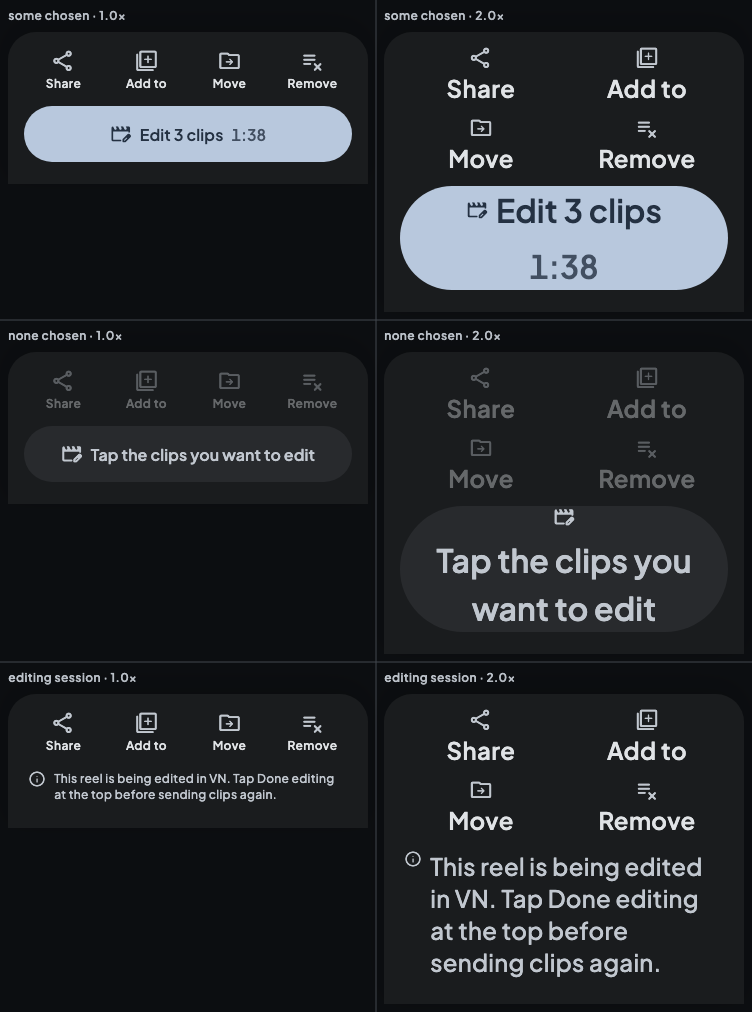 some chosen · 1.0×
Share
Add to
Move
Remove
Edit 3 clips 1:38
some chosen · 2.0×
Share
Add to
Move
Remove
Edit 3 clips
1:38
none chosen · 1.0×
Share
Add to
Move
Remove
Tap the clips you want to edit
none chosen · 2.0×
Share
Add to
Move
Remove
Tap the clips you
want to edit
editing session · 1.0×
Share
Add to
Move
Remove
This reel is being edited in VN. Tap Done editing
at the top before sending clips again.
editing session · 2.0×
Share
Add to
Move
Remove
This reel is being edited
in VN. Tap Done editing
at the top before
sending clips again.